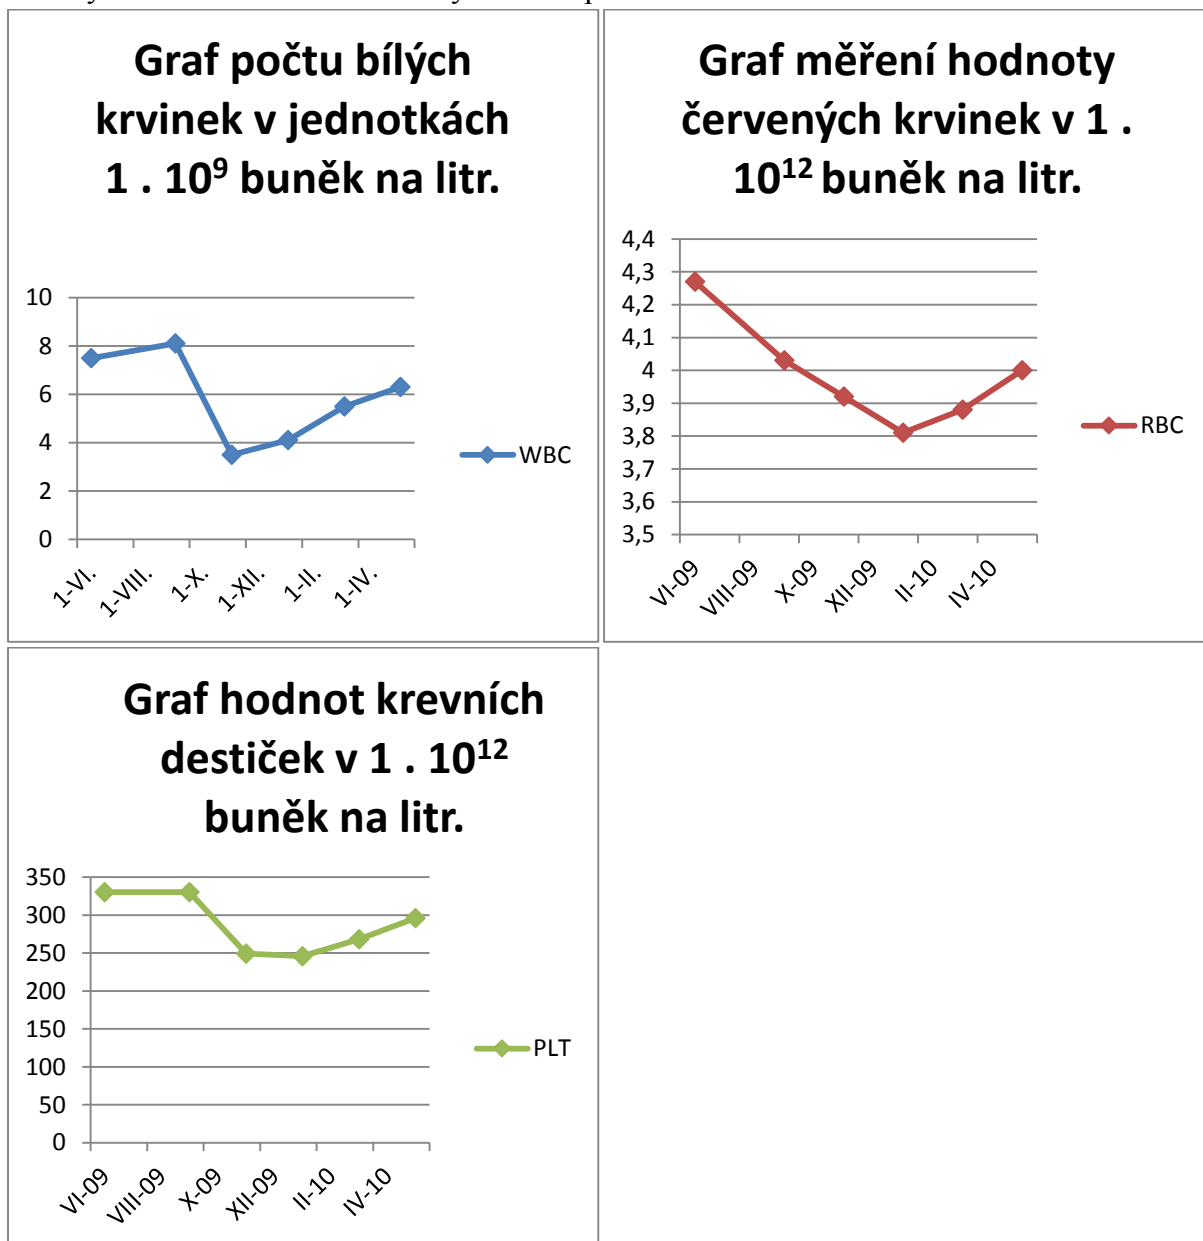 Graf počtu bílých
krvinek v jednotkách
1 . 10⁹ buněk na litr.
10
8
6
4
2
0
1-VI.
1-VIII.
1-X.
1-XII.
1-II.
1-IV.
WBC
Graf měření hodnoty
červených krvinek v 1 .
10¹² buněk na litr.
4,4
4,3
4,2
4,1
4
3,9
3,8
3,7
3,6
3,5
VI-09
VIII-09
X-09
XII-09
II-10
IV-10
RBC
Graf hodnot krevních
destiček v 1 . 10¹²
buněk na litr.
350
300
250
200
150
100
50
0
VI-09
VIII-09
X-09
XII-09
II-10
IV-10
PLT